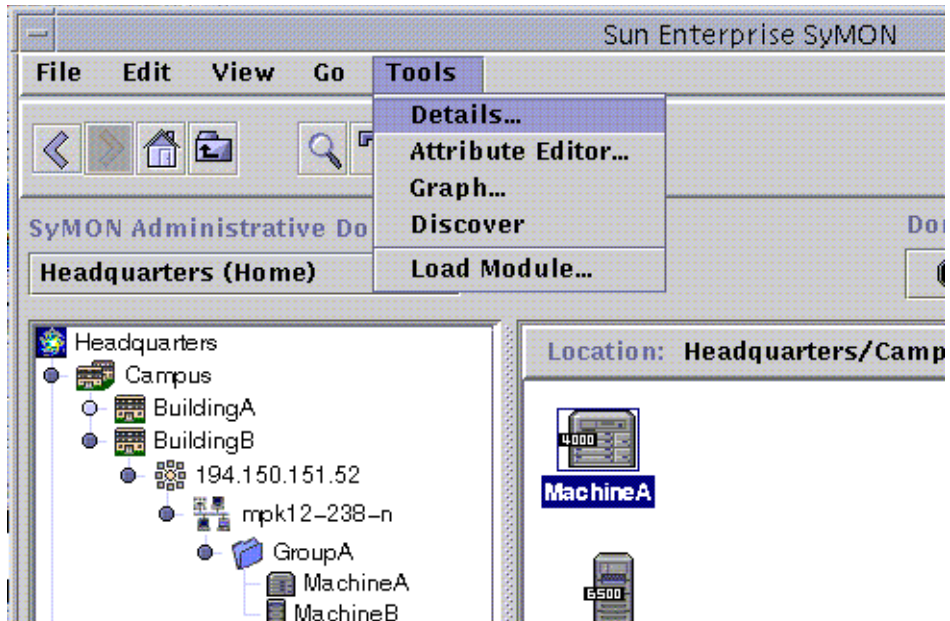 Sun Enterprise SyMON
File Edit View Go Tools
Details...
Attribute Editor...
Graph...
Discover
Load Module...
SyMON Administrative Do
Headquarters (Home)
Headquarters
Campus
BuildingA
BuildingB
194.150.151.52
mpk12-238-n
GroupA
MachineA
MachineB
Location: Headquarters/Camp
4000
MachineA
6500